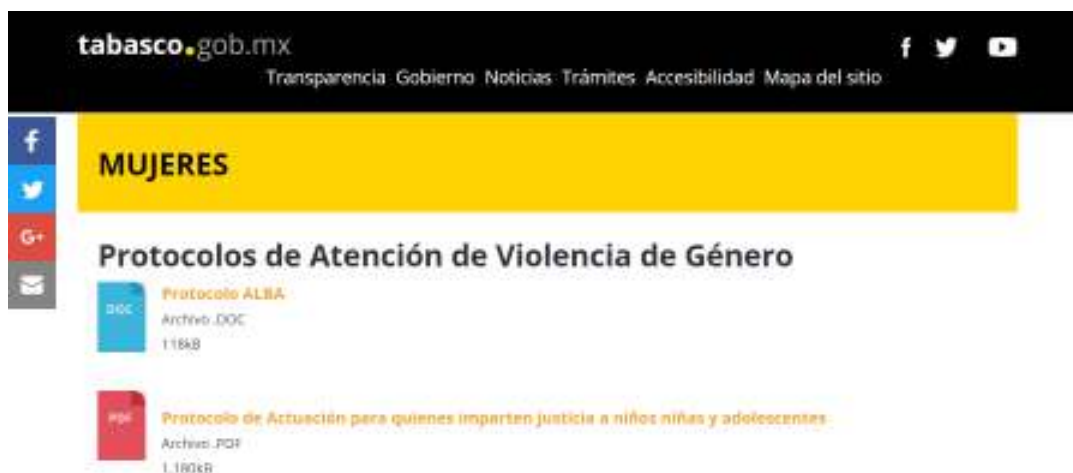 tabasco.gob.mx
Transparencia Gobierno Noticias Trámites Accesibilidad Mapa del sitio
MUJERES
G+
Protocolos de Atención de Violencia de Género
DOC
Protocolo ALBA
Archivo .DOC
118kB
PDF
Protocolo de Actuación para quienes imparten justicia a niños niñas y adolescentes
Archivo .PDF
1,180kB